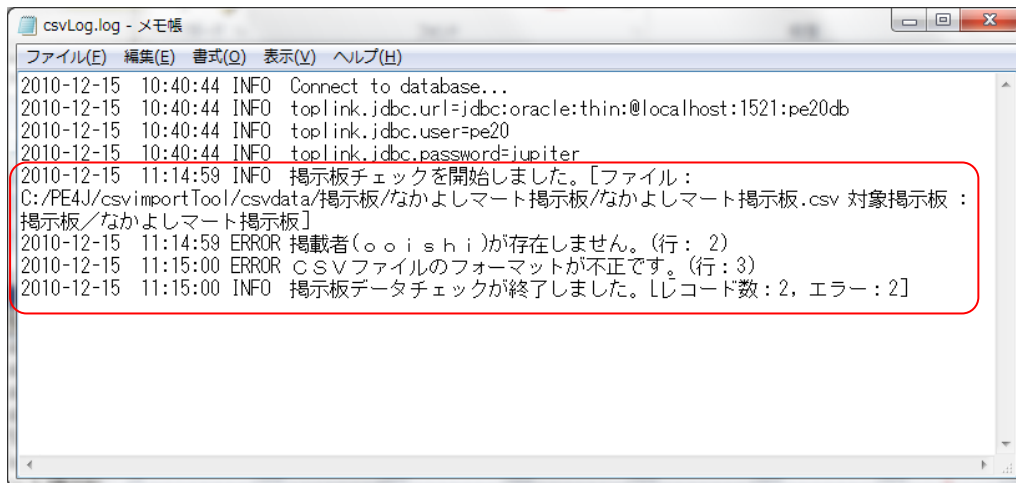 csvLog.log - メモ帳
ファイル(F) 編集(E) 書式(O) 表示(V) ヘルプ(H)
2010-12-15 10:40:44 INFO Connect to database...
2010-12-15 10:40:44 INFO toplink.jdbc.url=jdbc:oracle:thin:@localhost:1521:pe20db
2010-12-15 10:40:44 INFO toplink.jdbc.user=pe20
2010-12-15 10:40:44 INFO toplink.jdbc.password=jupiter
2010-12-15 11:14:59 INFO 掲示板チェックを開始しました。[ファイル：
C:/PE4J/csvimportTool/csvdata/掲示板/なかよしマート掲示板/なかよしマート掲示板.csv 対象掲示板 ：
掲示板／なかよしマート掲示板]
2010-12-15 11:14:59 ERROR 掲載者(ｏｏｉｓｈｉ)が存在しません。(行： 2)
2010-12-15 11:15:00 ERROR ＣＳＶファイルのフォーマットが不正です。(行：3)
2010-12-15 11:15:00 INFO 掲示板データチェックが終了しました。[レコード数：2, エラー：2]